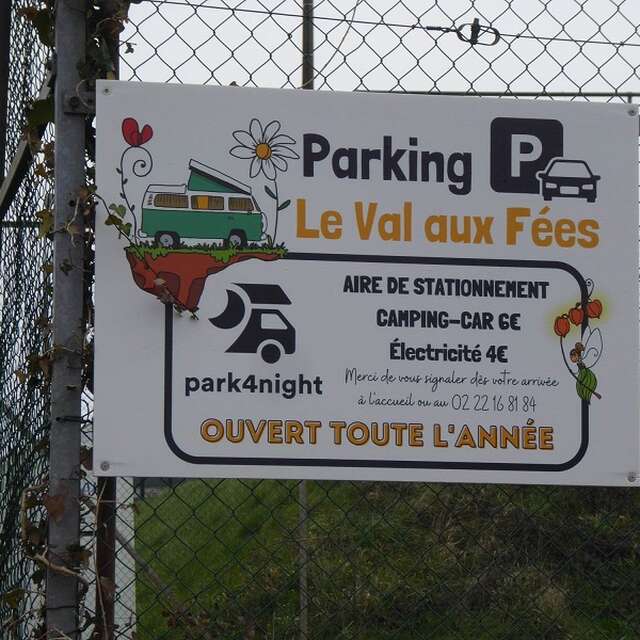 Parking P
Le Val aux Fées
AIRE DE STATIONNEMENT
CAMPING-CAR 6€
Électricité 4€
Merci de vous signaler dès votre arrivée
à l'accueil ou au 02 22 16 81 84
park4night
OUVERT TOUTE L'ANNÉE